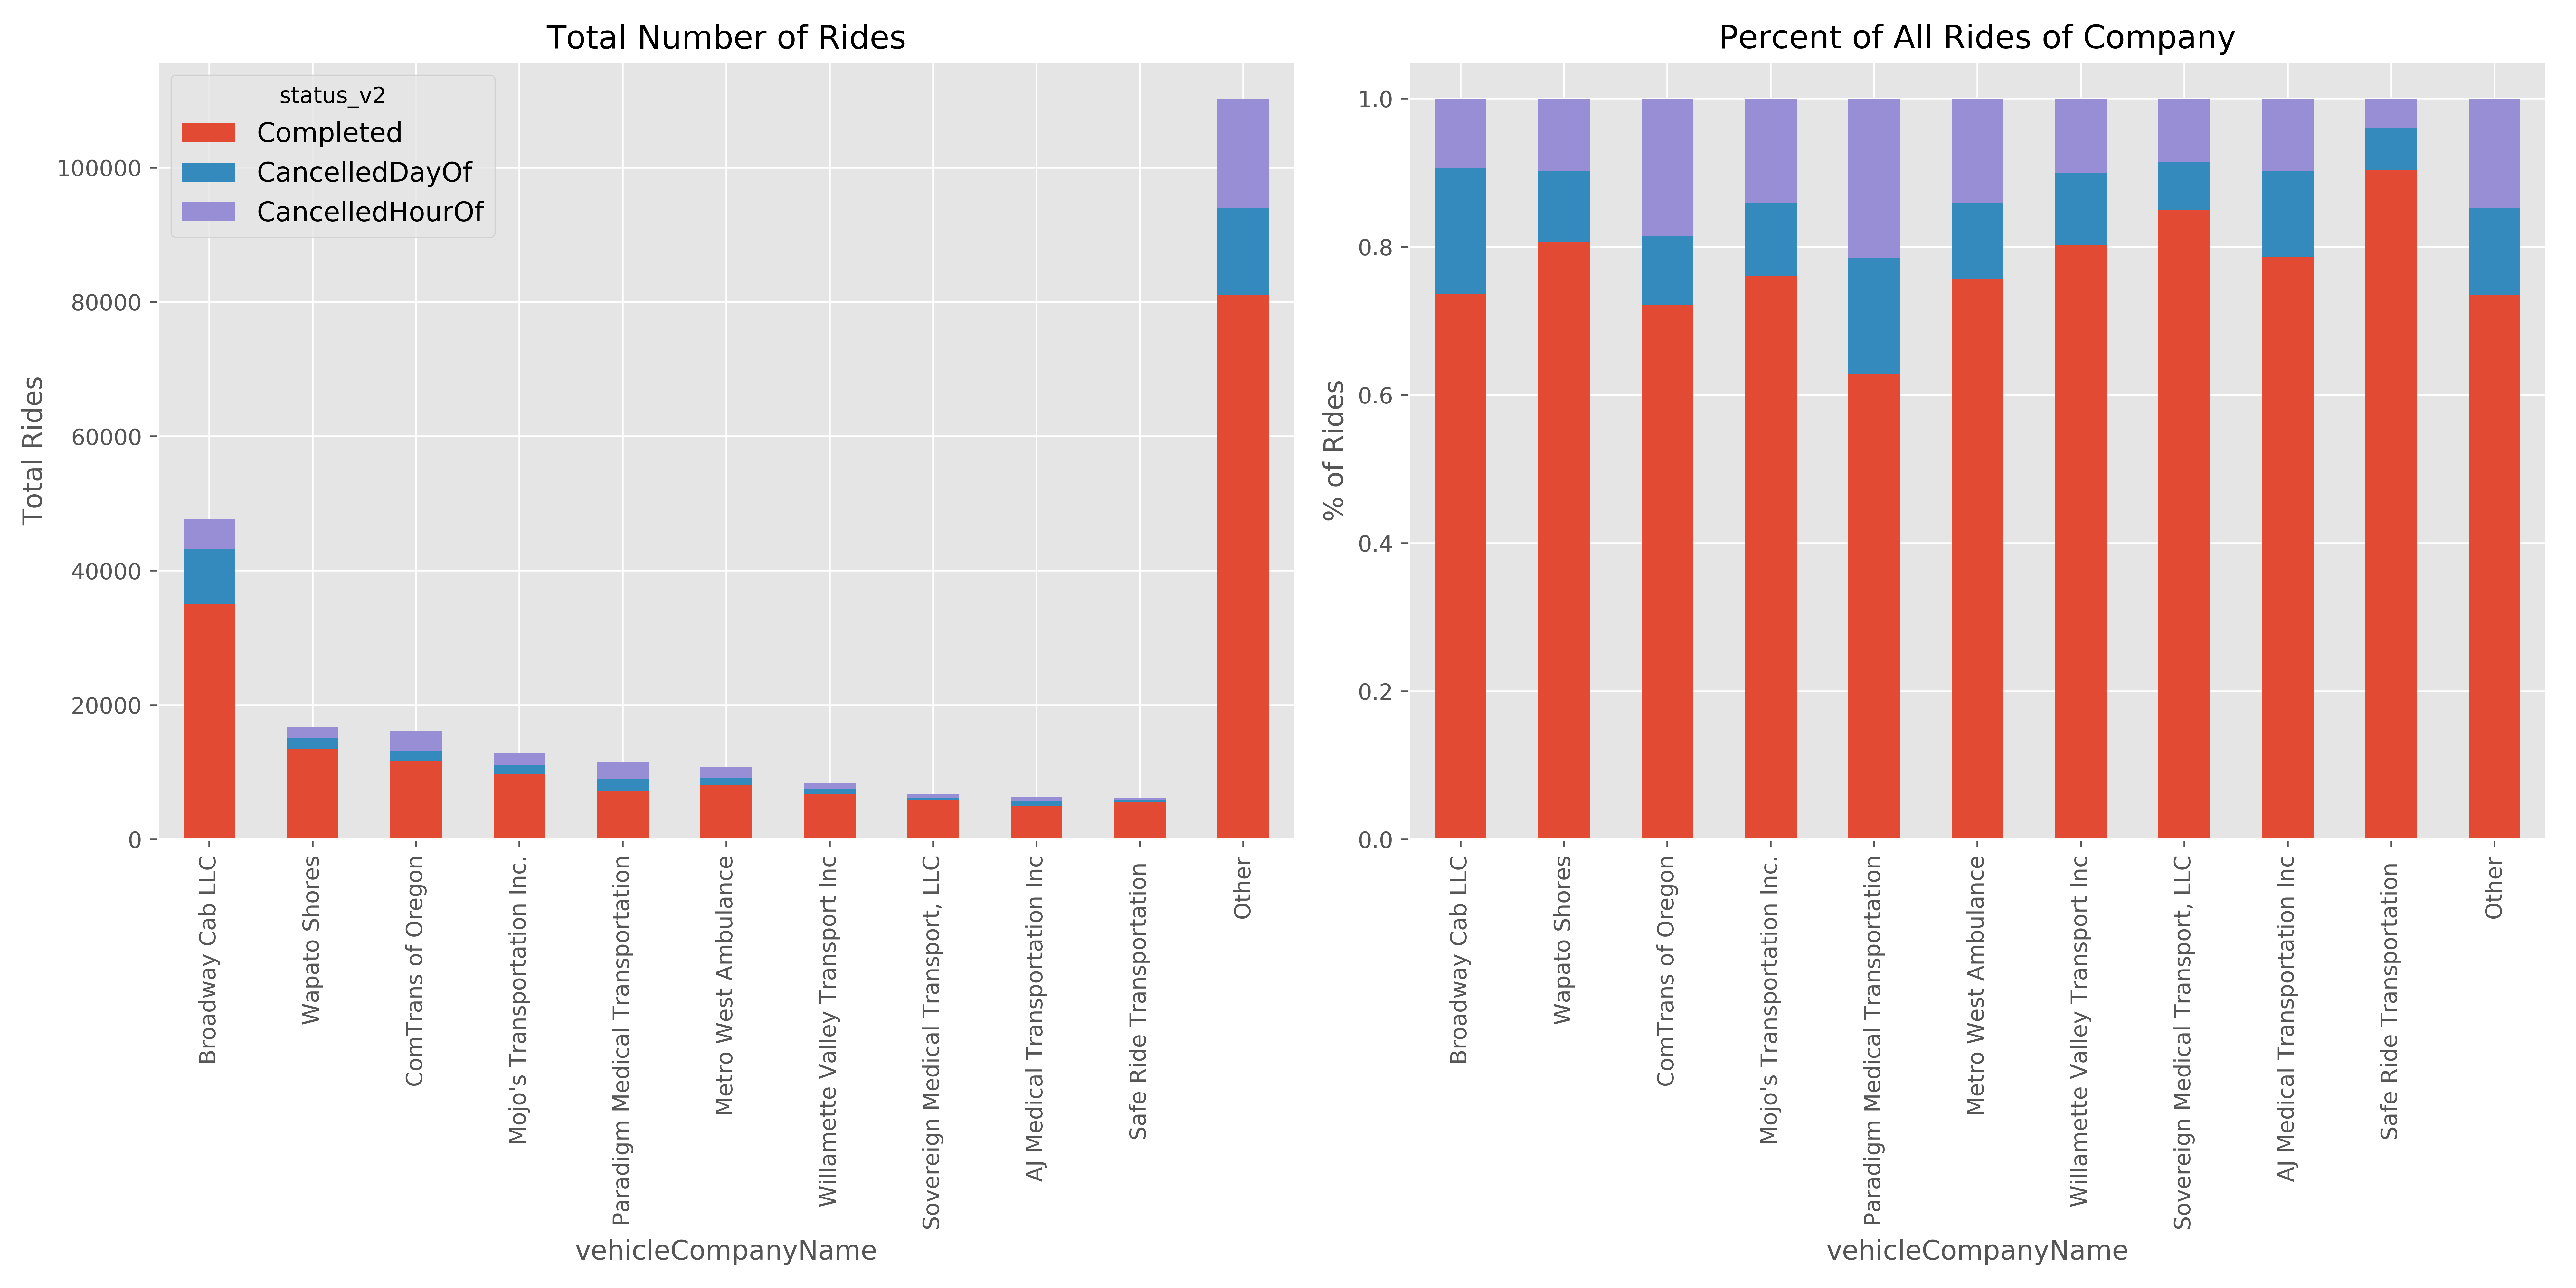 Total Number of Rides
status_v2
Completed
CancelledDayOf
CancelledHourOf
Total Rides
100000
80000
60000
40000
20000
0
Broadway Cab LLC
Wapato Shores
ComTrans of Oregon
Mojo's Transportation Inc.
Paradigm Medical Transportation
Metro West Ambulance
Willamette Valley Transport Inc
Sovereign Medical Transport, LLC
AJ Medical Transportation Inc
Safe Ride Transportation
Other
vehicleCompanyName
Percent of All Rides of Company
% of Rides
1.0
0.8
0.6
0.4
0.2
0.0
Broadway Cab LLC
Wapato Shores
ComTrans of Oregon
Mojo's Transportation Inc.
Paradigm Medical Transportation
Metro West Ambulance
Willamette Valley Transport Inc
Sovereign Medical Transport, LLC
AJ Medical Transportation Inc
Safe Ride Transportation
Other
vehicleCompanyName